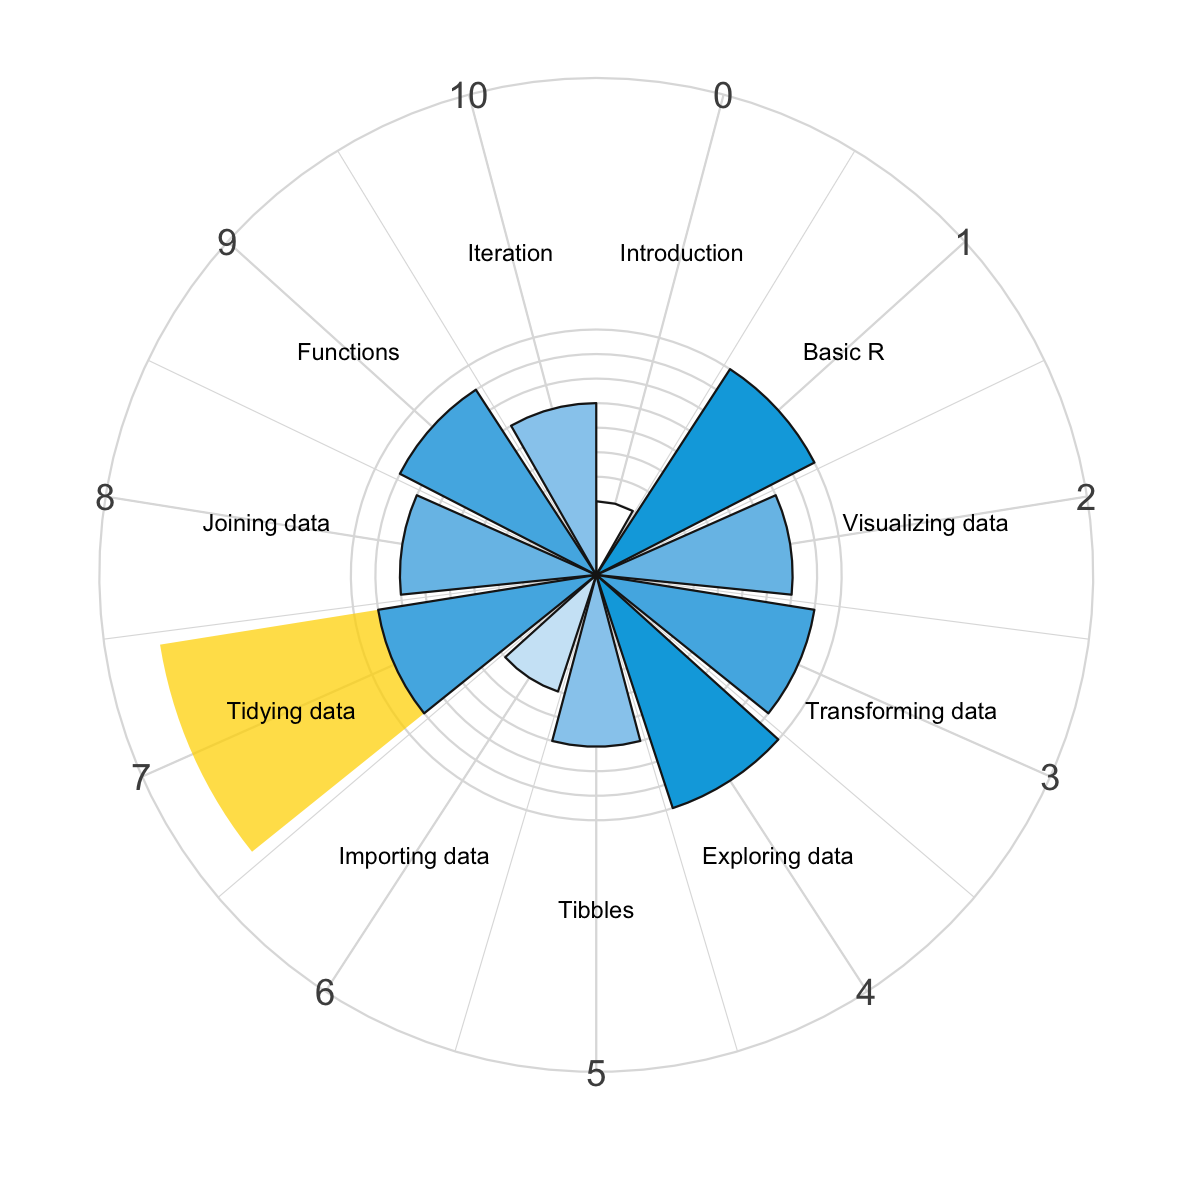 10
0
9
1
Iteration
Introduction
Functions
Basic R
8
2
Joining data
Visualizing data
Tidying data
Transforming data
7
3
Importing data
Exploring data
Tibbles
6
4
5